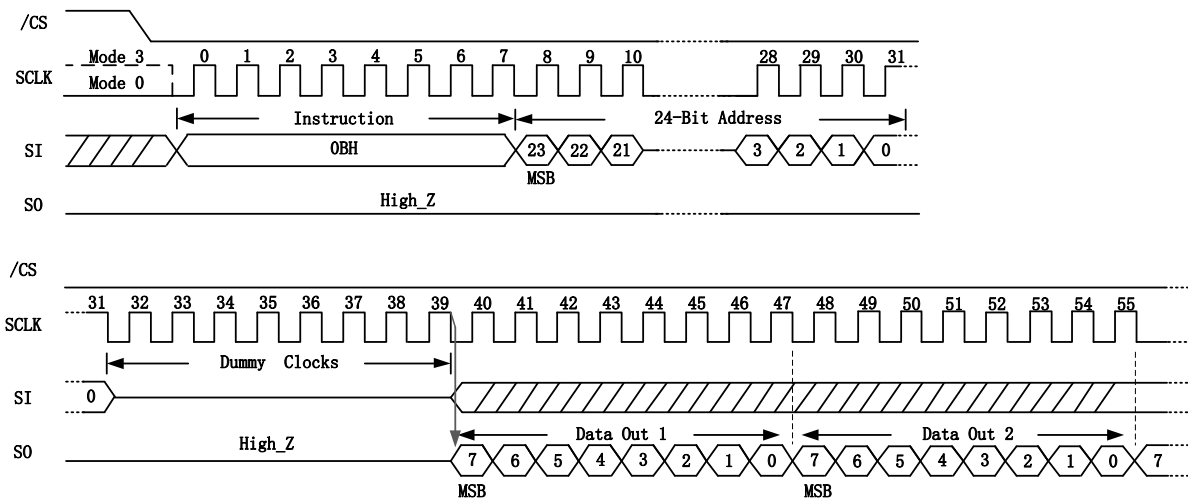 /CS
Mode 3 0 1 2 3 4 5 6 7 8 9 10 28 29 30 31
SCLK
Mode 0
Instruction 24-Bit Address
SI 0BH 23 22 21 3 2 1 0
MSB
High_Z
SO
/CS
31 32 33 34 35 36 37 38 39 40 41 42 43 44 45 46 47 48 49 50 51 52 53 54 55
SCLK
Dummy Clocks
SI 0
Data Out 1 Data Out 2
High_Z
SO 7 6 5 4 3 2 1 0 7 6 5 4 3 2 1 0 7
MSB MSB